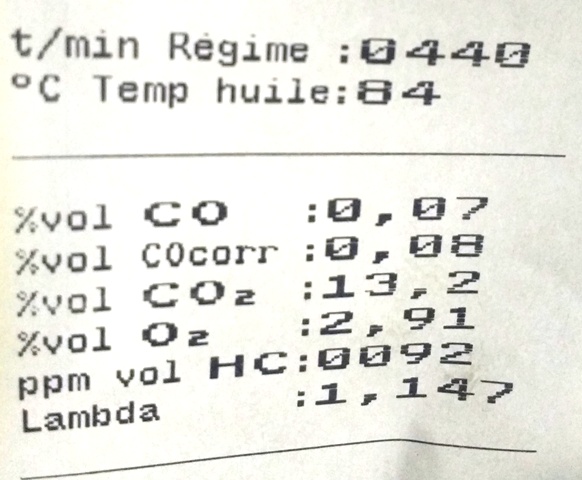 t/min Régime :0440
°C Temp huile:84
%vol CO :0,07
%vol COcorr :0,08
%vol CO₂ :13,2
%vol O₂ :2,91
ppm vol HC:0092
Lambda :1,147